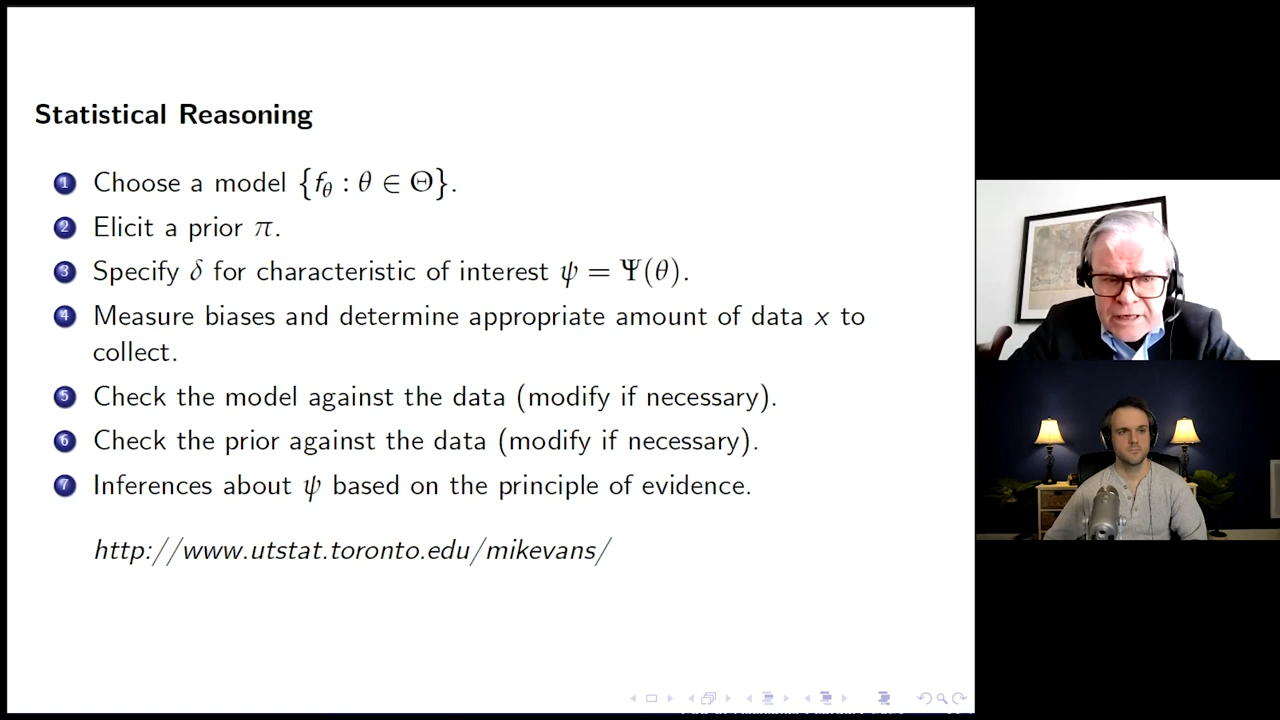 Statistical Reasoning
1 Choose a model {fθ : θ ∈ Θ}.
2 Elicit a prior π.
3 Specify δ for characteristic of interest ψ = Ψ(θ).
4 Measure biases and determine appropriate amount of data x to
collect.
5 Check the model against the data (modify if necessary).
6 Check the prior against the data (modify if necessary).
7 Inferences about ψ based on the principle of evidence.
http://www.utstat.toronto.edu/mikevans/